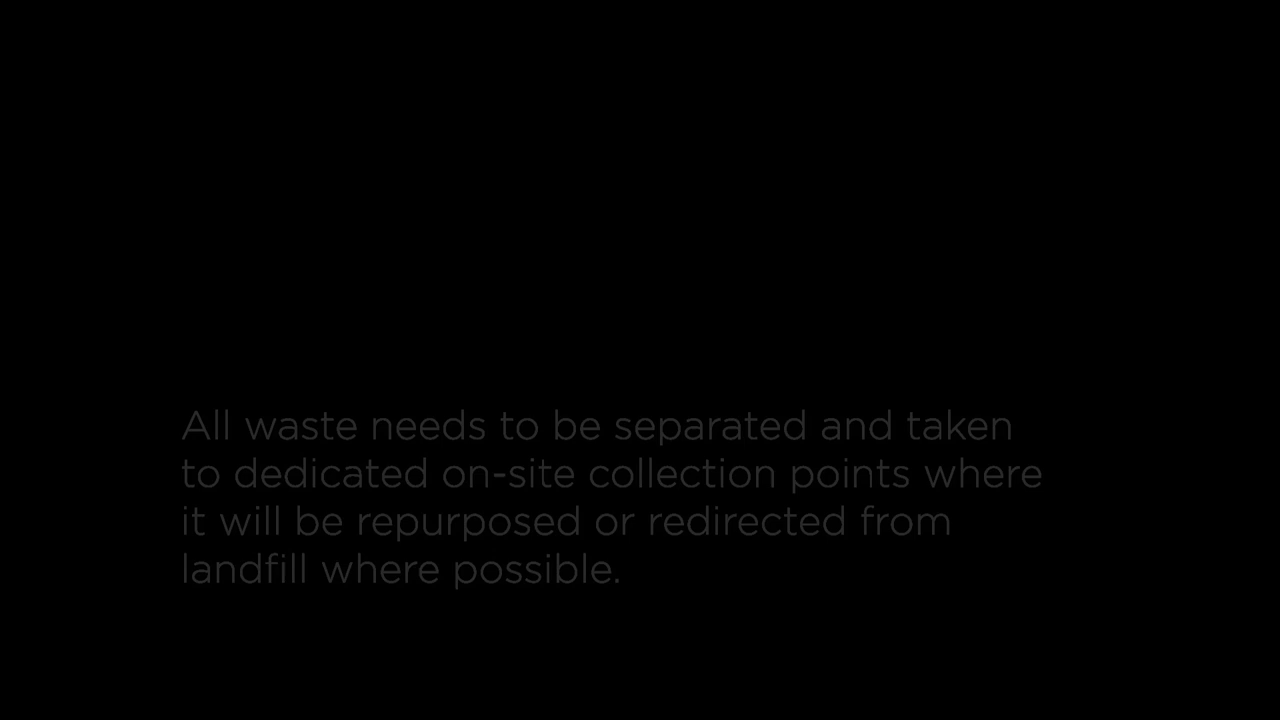 All waste needs to be separated and taken
to dedicated on-site collection points where
it will be repurposed or redirected from
landfill where possible.